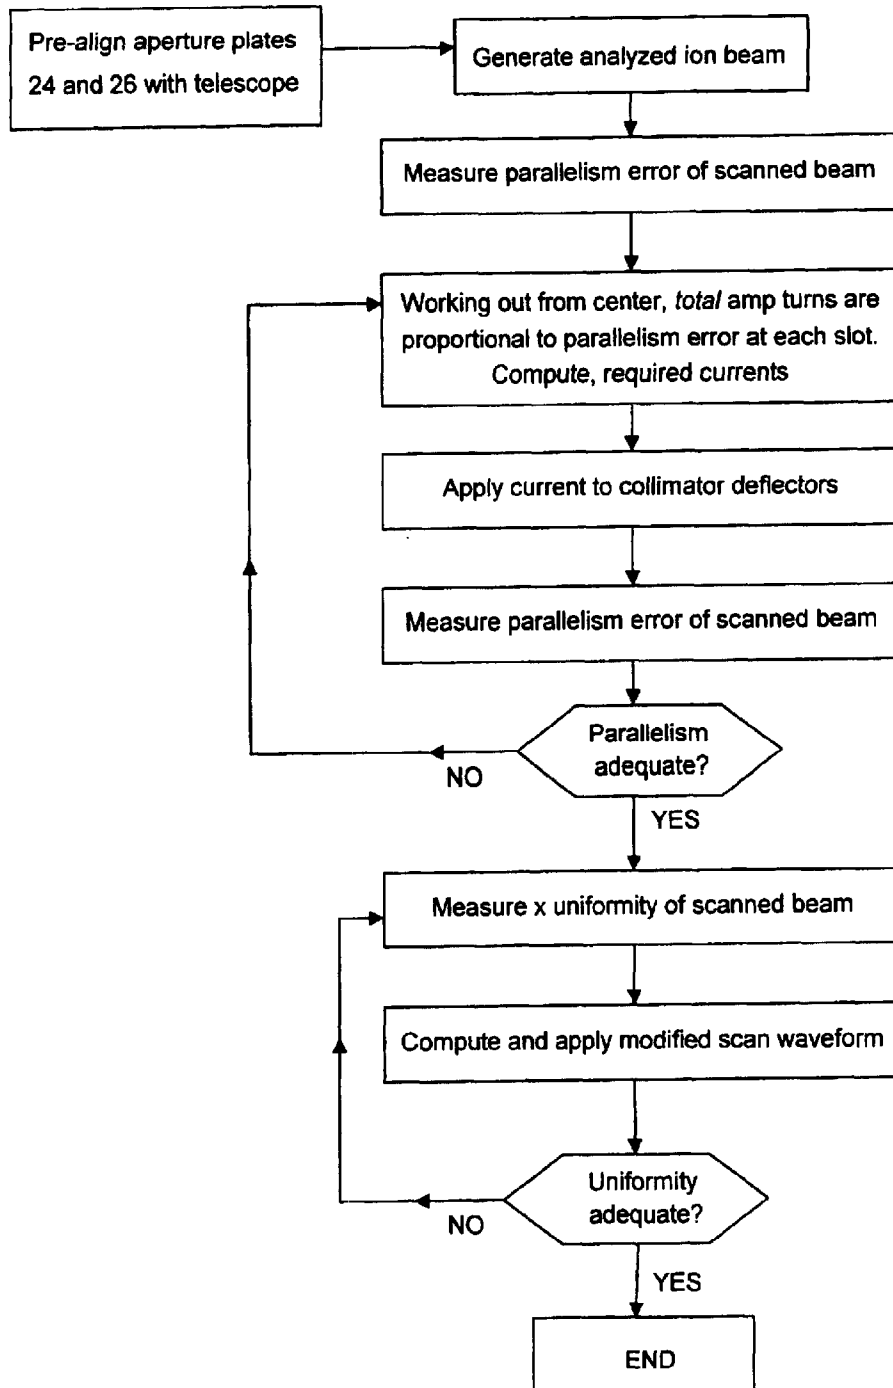 Pre-align aperture plates
24 and 26 with telescope
Generate analyzed ion beam
Measure parallelism error of scanned beam
Working out from center, total amp turns are
proportional to parallelism error at each slot.
Compute, required currents
Apply current to collimator deflectors
Measure parallelism error of scanned beam
Parallelism
adequate?
NO
YES
Measure x uniformity of scanned beam
Compute and apply modified scan waveform
Uniformity
adequate?
NO
YES
END